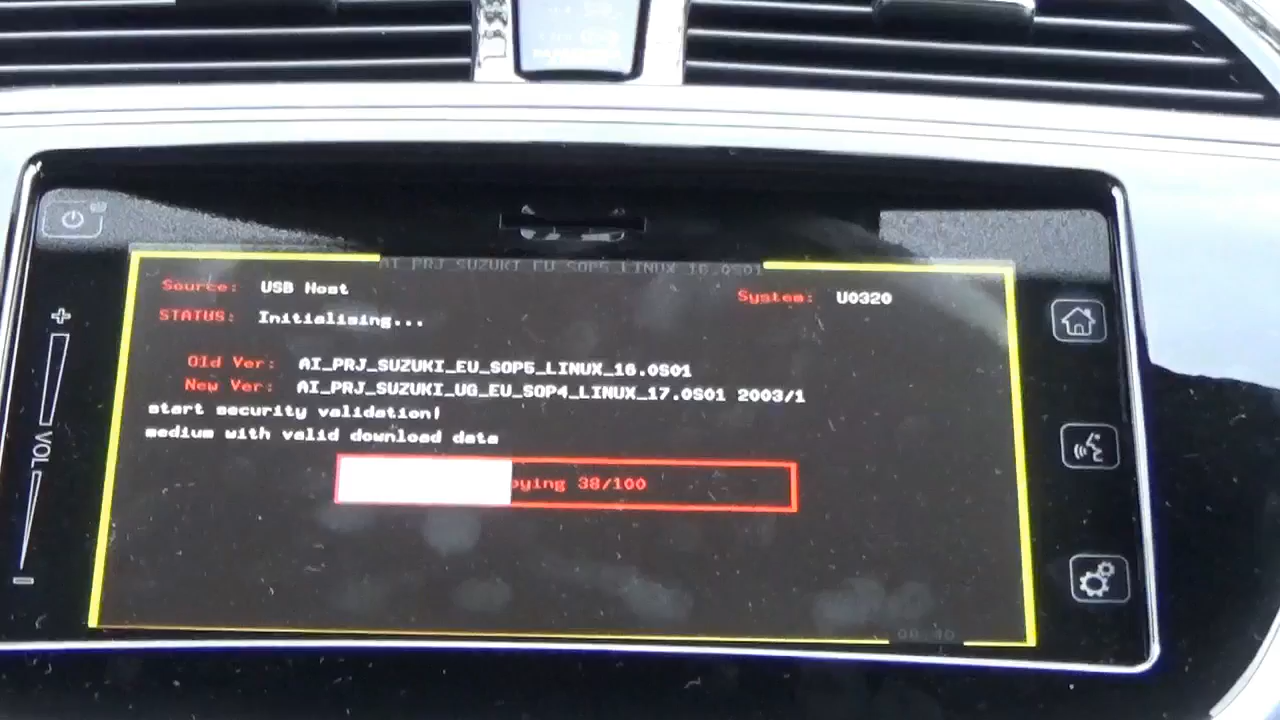 AI_PRJ_SUZUKI_EU_SOP5_LINUX_16.0S01
Source: USB Host
System: U0320
STATUS: Initialising...
Old Ver: AI_PRJ_SUZUKI_EU_SOP5_LINUX_16.0S01
New Ver: AI_PRJ_SUZUKI_UG_EU_SOP4_LINUX_17.0S01 2003/1
start security validation!
medium with valid download data
pying 38/100
VOL